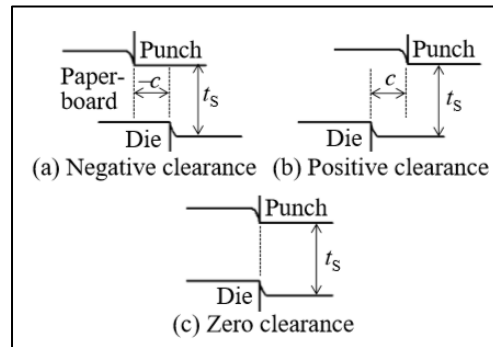 Punch
Paper-
board
–c
tS
Die
(a) Negative clearance
Punch
c
tS
Die
(b) Positive clearance
Punch
tS
Die
(c) Zero clearance